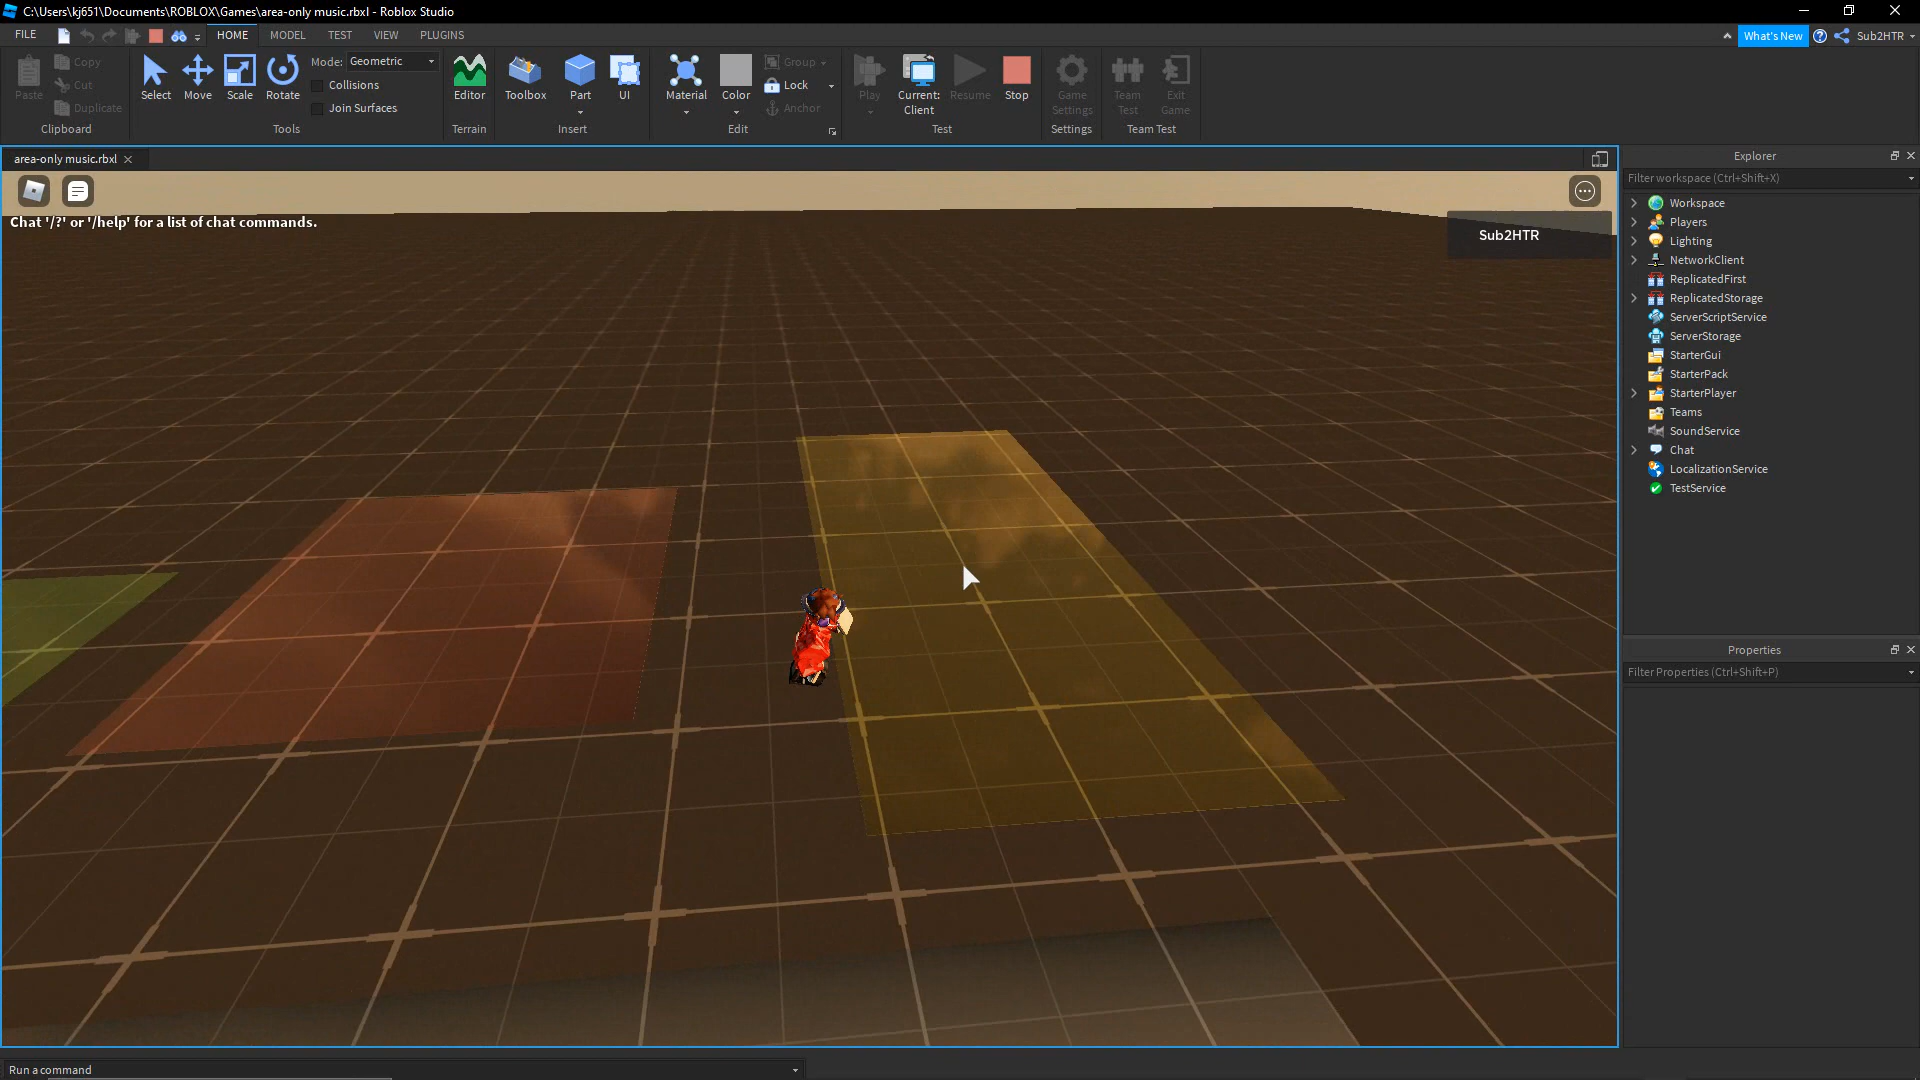 C:\Users\kj651\Documents\ROBLOX\Games\area-only music.rbxl - Roblox Studio
FILE HOME MODEL TEST VIEW PLUGINS What's New Sub2HTR
Paste Copy Cut Duplicate
Clipboard
Select Move Scale Rotate Mode: Geometric
Collisions
Join Surfaces
Tools
Editor
Terrain
Toolbox Part UI
Insert
Material Color Group Lock Anchor
Edit
Play Current: Client Resume Stop
Test
Game Settings
Settings
Team Test Exit Game
Team Test
area-only music.rbxl
Chat '/?' or '/help' for a list of chat commands.
Sub2HTR
Explorer
Filter workspace (Ctrl+Shift+X)
Workspace
Players
Lighting
NetworkClient
ReplicatedFirst
ReplicatedStorage
ServerScriptService
ServerStorage
StarterGui
StarterPack
StarterPlayer
Teams
SoundService
Chat
LocalizationService
TestService
Properties
Filter Properties (Ctrl+Shift+P)
Run a command